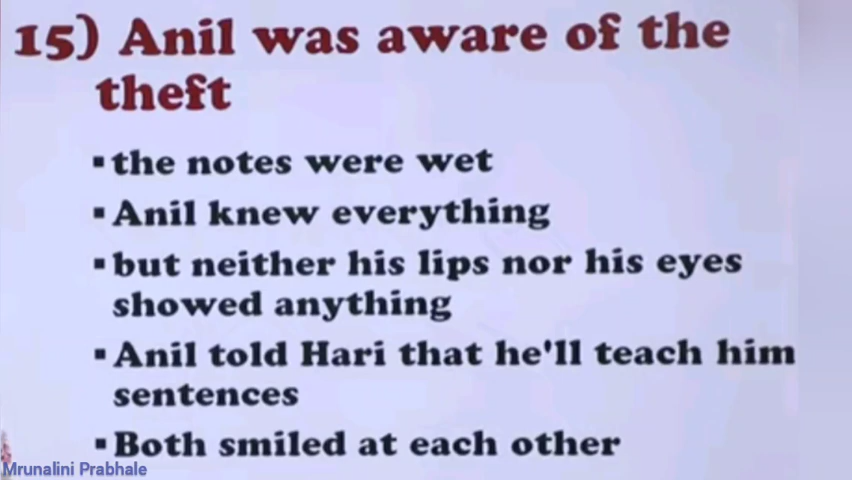 15) Anil was aware of the
theft
▪the notes were wet
▪Anil knew everything
▪but neither his lips nor his eyes
showed anything
▪Anil told Hari that he'll teach him
sentences
▪Both smiled at each other
Mrunalini Prabhale